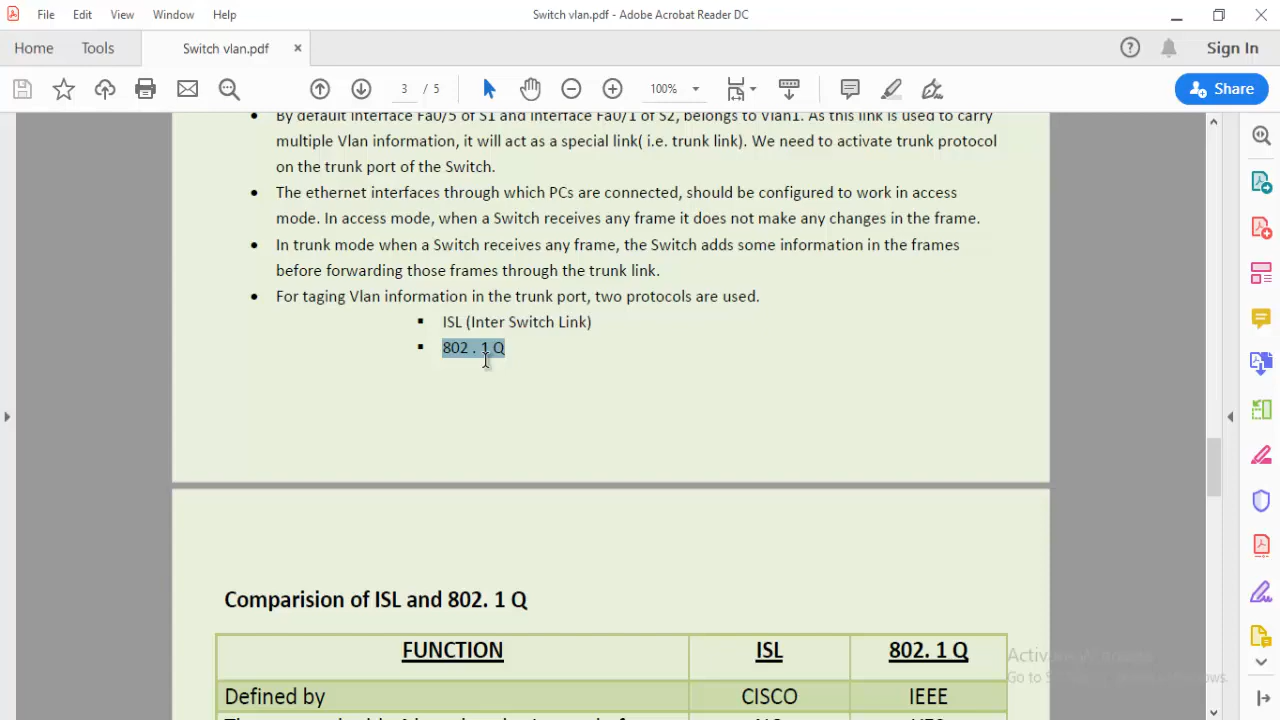 File Edit View Window Help
Switch vlan.pdf - Adobe Acrobat Reader DC
Home Tools Switch vlan.pdf × Sign In
3 / 5 100% Share
By default interface Fa0/5 of S1 and interface Fa0/1 of S2, belongs to Vlan1. As this link is used to carry
multiple Vlan information, it will act as a special link( i.e. trunk link). We need to activate trunk protocol
on the trunk port of the Switch.
• The ethernet interfaces through which PCs are connected, should be configured to work in access
mode. In access mode, when a Switch receives any frame it does not make any changes in the frame.
• In trunk mode when a Switch receives any frame, the Switch adds some information in the frames
before forwarding those frames through the trunk link.
• For taging Vlan information in the trunk port, two protocols are used.
▪ ISL (Inter Switch Link)
▪ 802 . 1 Q
Comparision of ISL and 802. 1 Q
FUNCTION ISL 802. 1 Q
Defined by CISCO IEEE
Go to